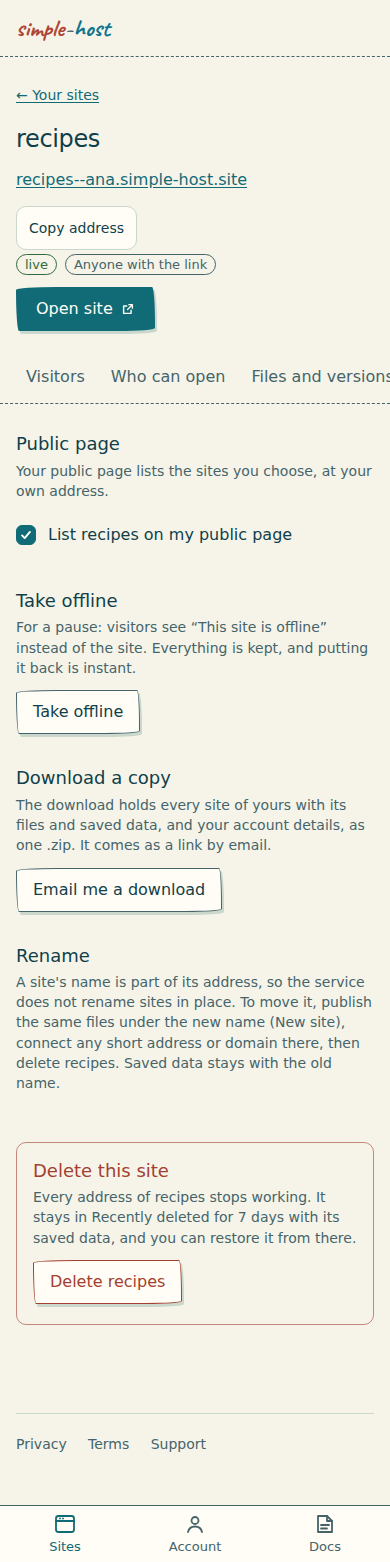 simple-host
← Your sites
recipes
recipes--ana.simple-host.site
Copy address
live Anyone with the link
Open site
Visitors Who can open Files and versions
Public page
Your public page lists the sites you choose, at your
own address.
List recipes on my public page
Take offline
For a pause: visitors see “This site is offline”
instead of the site. Everything is kept, and putting
it back is instant.
Take offline
Download a copy
The download holds every site of yours with its
files and saved data, and your account details, as
one .zip. It comes as a link by email.
Email me a download
Rename
A site's name is part of its address, so the service
does not rename sites in place. To move it, publish
the same files under the new name (New site),
connect any short address or domain there, then
delete recipes. Saved data stays with the old
name.
Delete this site
Every address of recipes stops working. It
stays in Recently deleted for 7 days with its
saved data, and you can restore it from there.
Delete recipes
Privacy Terms Support
Sites Account Docs